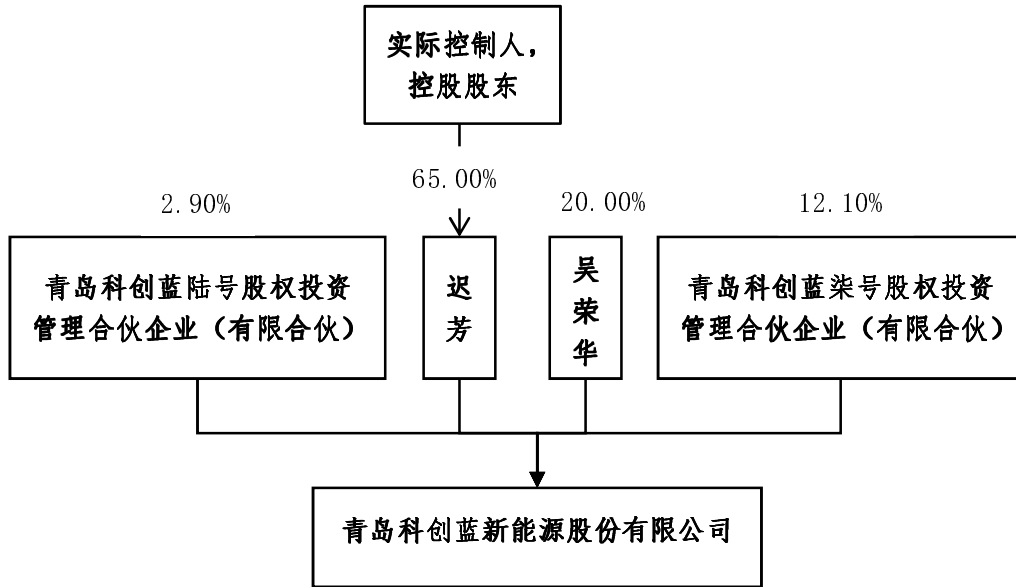 实际控制人，
控股股东
65.00%
2.90%
20.00%
12.10%
青岛科创蓝陆号股权投资
管理合伙企业（有限合伙）
迟
芳
吴
荣
华
青岛科创蓝柒号股权投资
管理合伙企业（有限合伙）
青岛科创蓝新能源股份有限公司